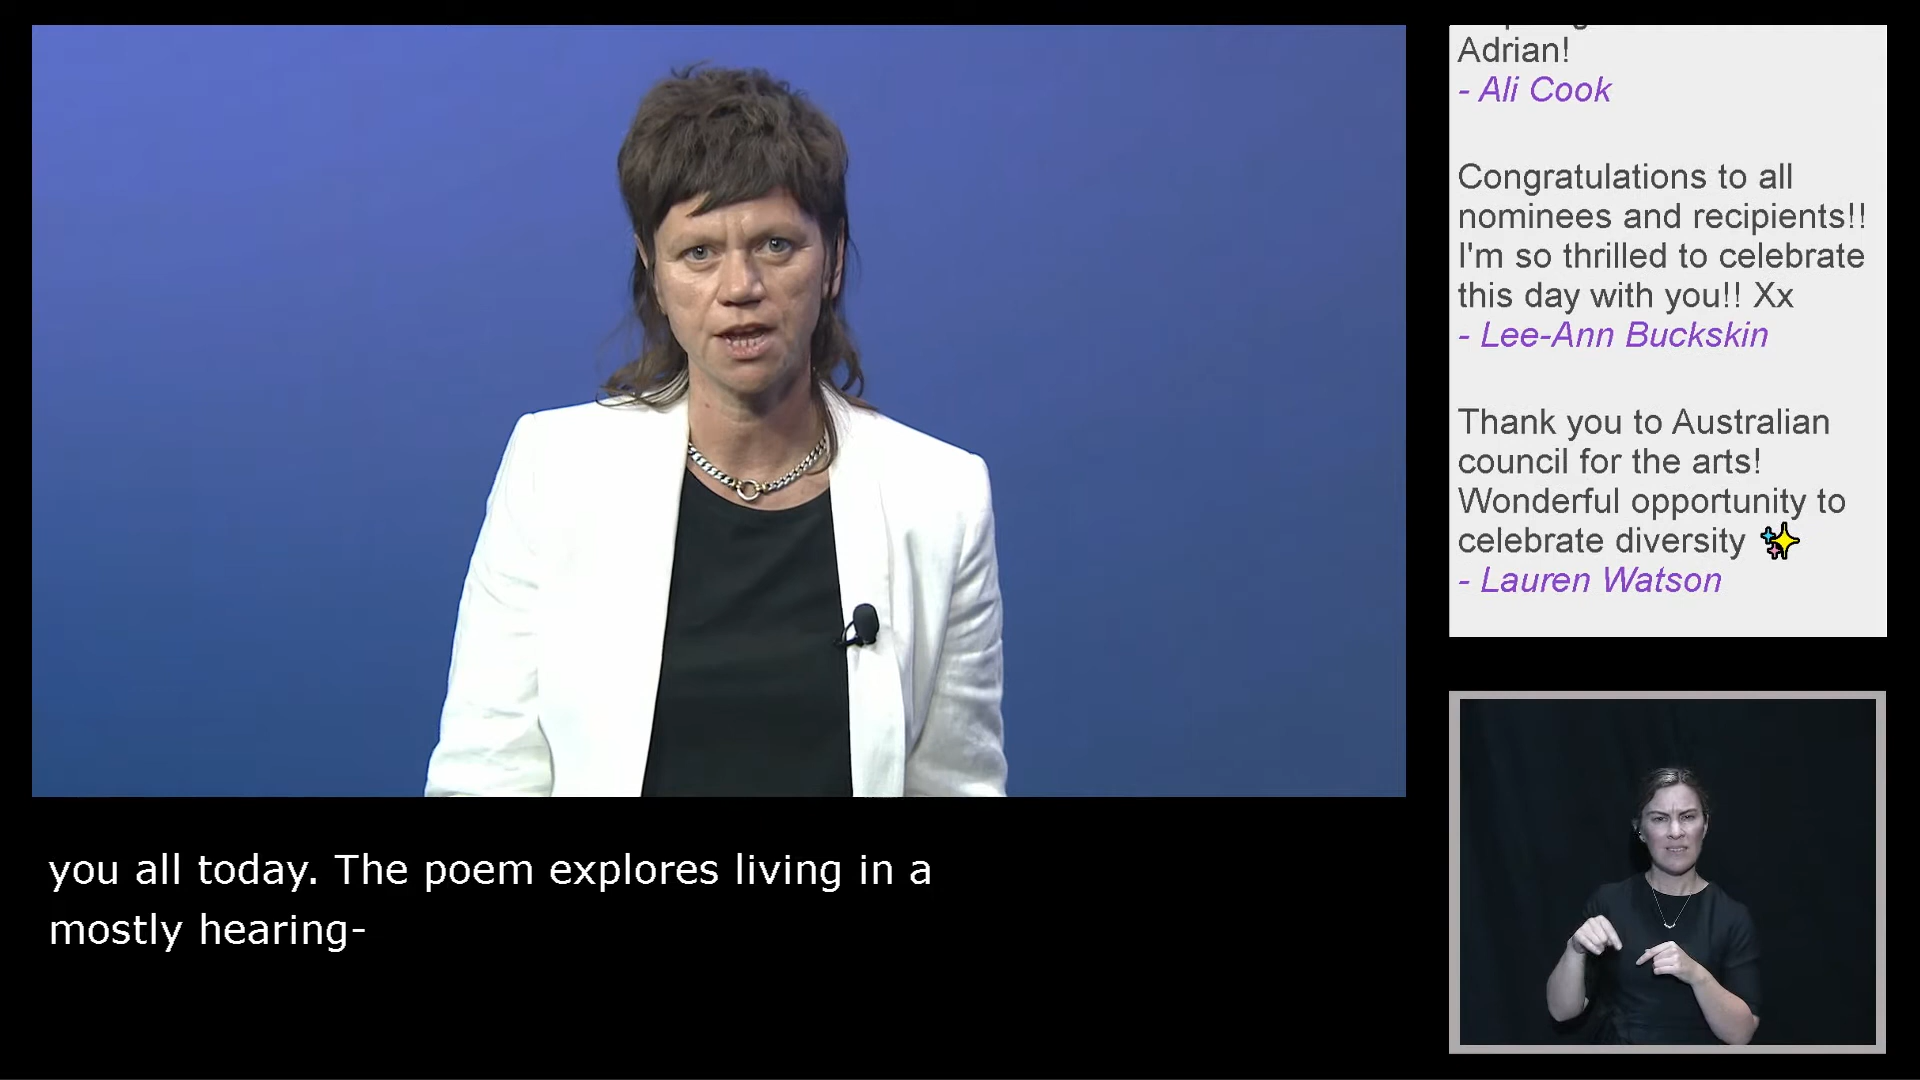 Adrian!
- Ali Cook
Congratulations to all
nominees and recipients!!
I'm so thrilled to celebrate
this day with you!! Xx
- Lee-Ann Buckskin
Thank you to Australian
council for the arts!
Wonderful opportunity to
celebrate diversity ✨
- Lauren Watson
you all today. The poem explores living in a
mostly hearing-